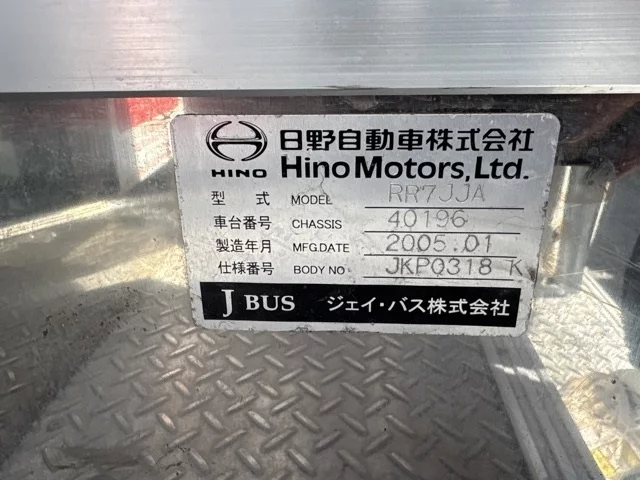 日野自動車株式会社
HINO Hino Motors, Ltd.
型 式 MODEL RR7JJA
車台番号 CHASSIS 40196
製造年月 MFG.DATE 2005.01
仕様番号 BODY NO JKP0318 K
J BUS ジェイ・バス株式会社